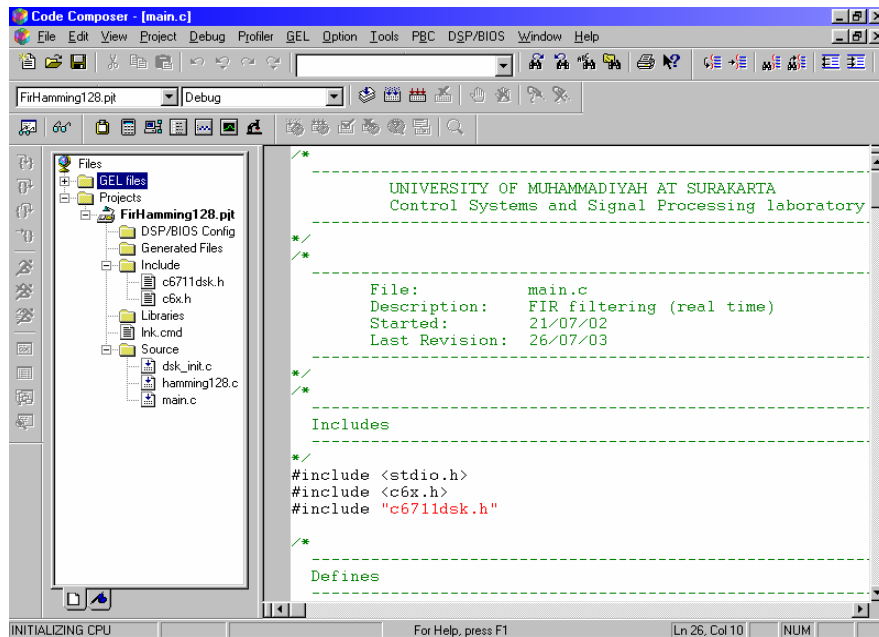 Code Composer - [main.c]
File Edit View Project Debug Profiler GEL Option Tools PBC DSP/BIOS Window Help
FirHamming128.pjt Debug
Files
GEL files
Projects
FirHamming128.pjt
DSP/BIOS Config
Generated Files
Include
c6711dsk.h
c6x.h
Libraries
lnk.cmd
Source
dsk_init.c
hamming128.c
main.c
/*
------------------------------------------------------------
UNIVERSITY OF MUHAMMADIYAH AT SURAKARTA
Control Systems and Signal Processing laboratory
------------------------------------------------------------
*/
/*
------------------------------------------------------------
File: main.c
Description: FIR filtering (real time)
Started: 21/07/02
Last Revision: 26/07/03
------------------------------------------------------------
*/
/*
------------------------------------------------------------
Includes
------------------------------------------------------------
*/
#include <stdio.h>
#include <c6x.h>
#include "c6711dsk.h"
/*
------------------------------------------------------------
Defines
------------------------------------------------------------
INITIALIZING CPU For Help, press F1 Ln 26, Col 10 NUM